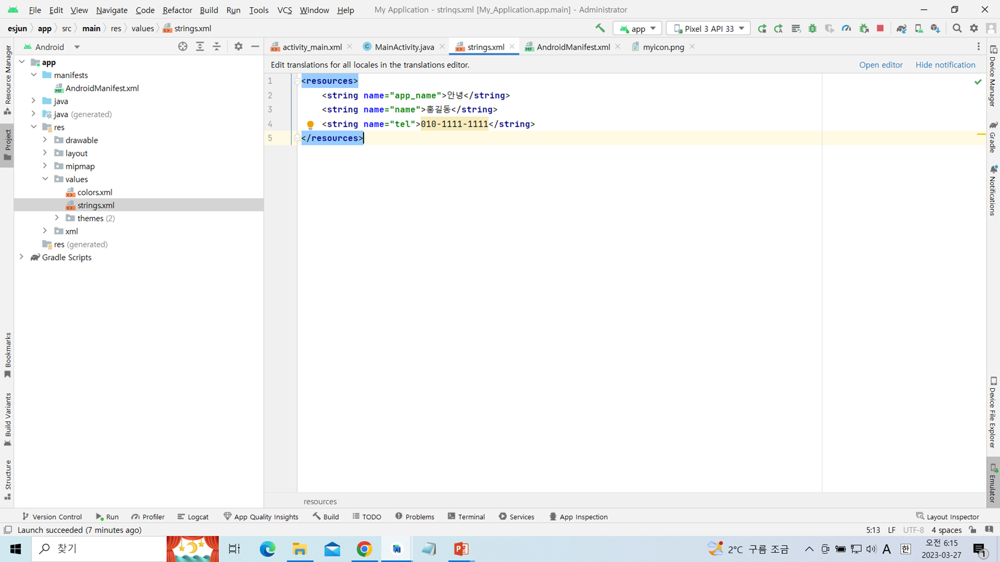 File Edit View Navigate Code Refactor Build Run Tools VCS Window Help My Application - strings.xml [My_Application.app.main] - Administrator
esjun app src main res values strings.xml app Pixel 3 API 33
Android
activity_main.xml MainActivity.java strings.xml AndroidManifest.xml myicon.png
Edit translations for all locales in the translations editor. Open editor Hide notification
Resource Manager
Project
Bookmarks
Build Variants
Structure
app
manifests
AndroidManifest.xml
java
java (generated)
res
drawable
layout
mipmap
values
colors.xml
strings.xml
themes (2)
xml
res (generated)
Gradle Scripts
1 <resources>
2 <string name="app_name">안녕</string>
3 <string name="name">홍길동</string>
4 <string name="tel">010-1111-1111</string>
5 </resources>
Device Manager
Gradle
Notifications
Device File Explorer
Emulator
resources
Version Control Run Profiler Logcat App Quality Insights Build TODO Problems Terminal Services App Inspection Layout Inspector
Launch succeeded (7 minutes ago) 5:13 LF UTF-8 4 spaces
찾기 2°C 구름 조금 A 한 오전 6:15
2023-03-27 1